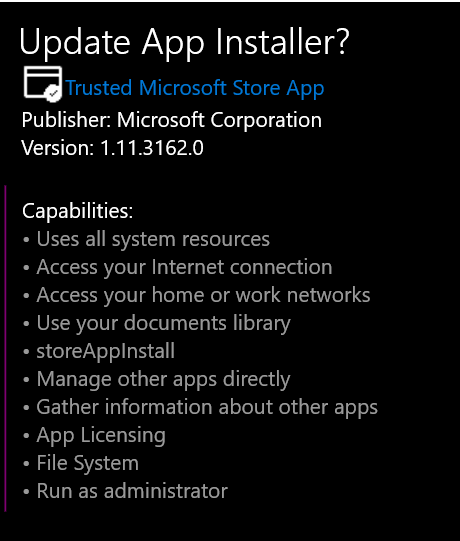 Update App Installer?
Trusted Microsoft Store App
Publisher: Microsoft Corporation
Version: 1.11.3162.0
Capabilities:
• Uses all system resources
• Access your Internet connection
• Access your home or work networks
• Use your documents library
• storeAppInstall
• Manage other apps directly
• Gather information about other apps
• App Licensing
• File System
• Run as administrator